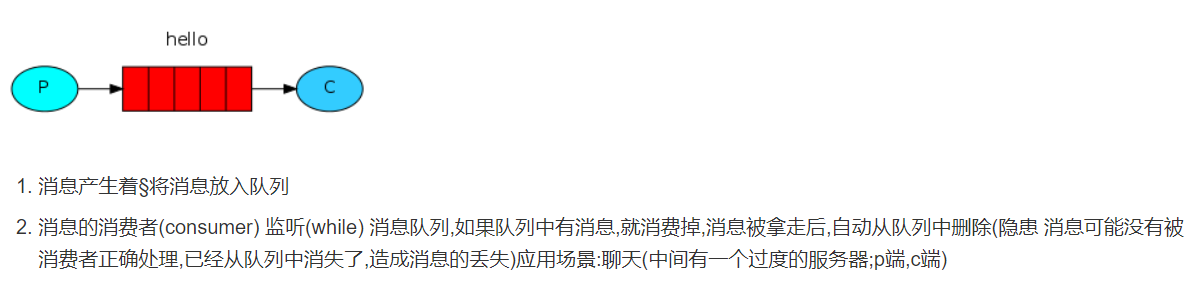 hello
P
C
1. 消息产生着§将消息放入队列
2. 消息的消费者(consumer) 监听(while) 消息队列,如果队列中有消息,就消费掉,消息被拿走后,自动从队列中删除(隐患 消息可能没有被
消费者正确处理,已经从队列中消失了,造成消息的丢失)应用场景:聊天(中间有一个过度的服务器;p端,c端)